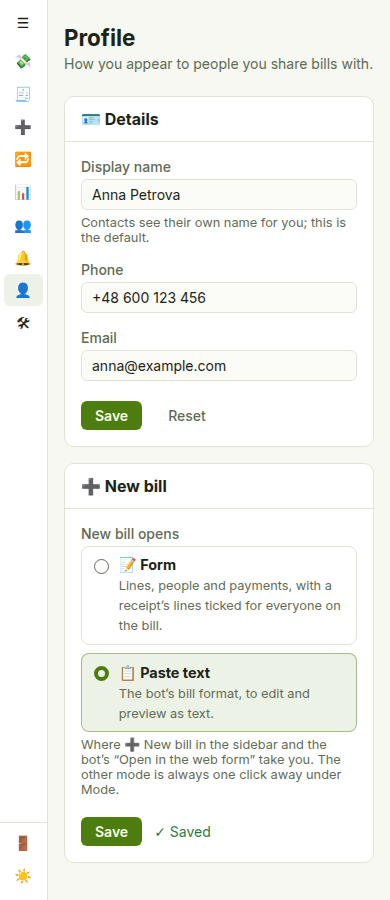 Profile
How you appear to people you share bills with.
🪪 Details
Display name
Anna Petrova
Contacts see their own name for you; this is
the default.
Phone
+48 600 123 456
Email
anna@example.com
Save Reset
➕ New bill
New bill opens
📝 Form
Lines, people and payments, with a
receipt’s lines ticked for everyone on
the bill.
📋 Paste text
The bot’s bill format, to edit and
preview as text.
Where ➕ New bill in the sidebar and the
bot’s “Open in the web form” take you. The
other mode is always one click away under
Mode.
Save ✓ Saved